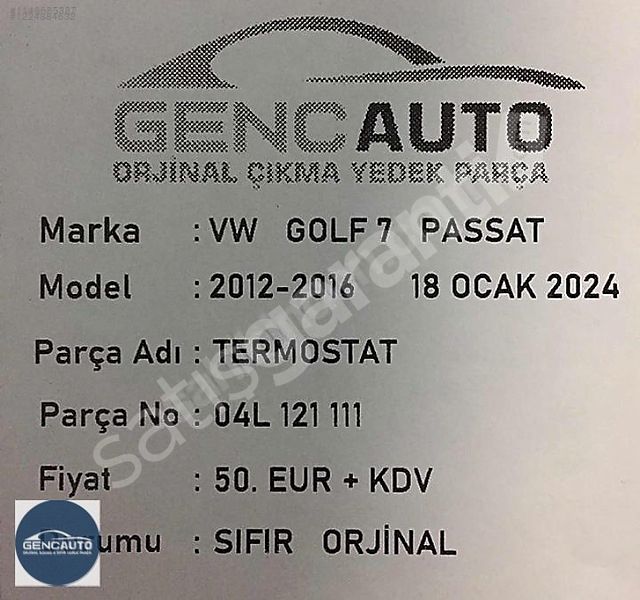 GENCAUTO
ORJİNAL ÇIKMA YEDEK PARÇA
Marka : VW GOLF 7 PASSAT
Model : 2012-2016 18 OCAK 2024
Parça Adı : TERMOSTAT
Parça No : 04L 121 111
Fiyat : 50. EUR + KDV
umu : SIFIR ORJİNAL
GENCAUTO
satışgaranti